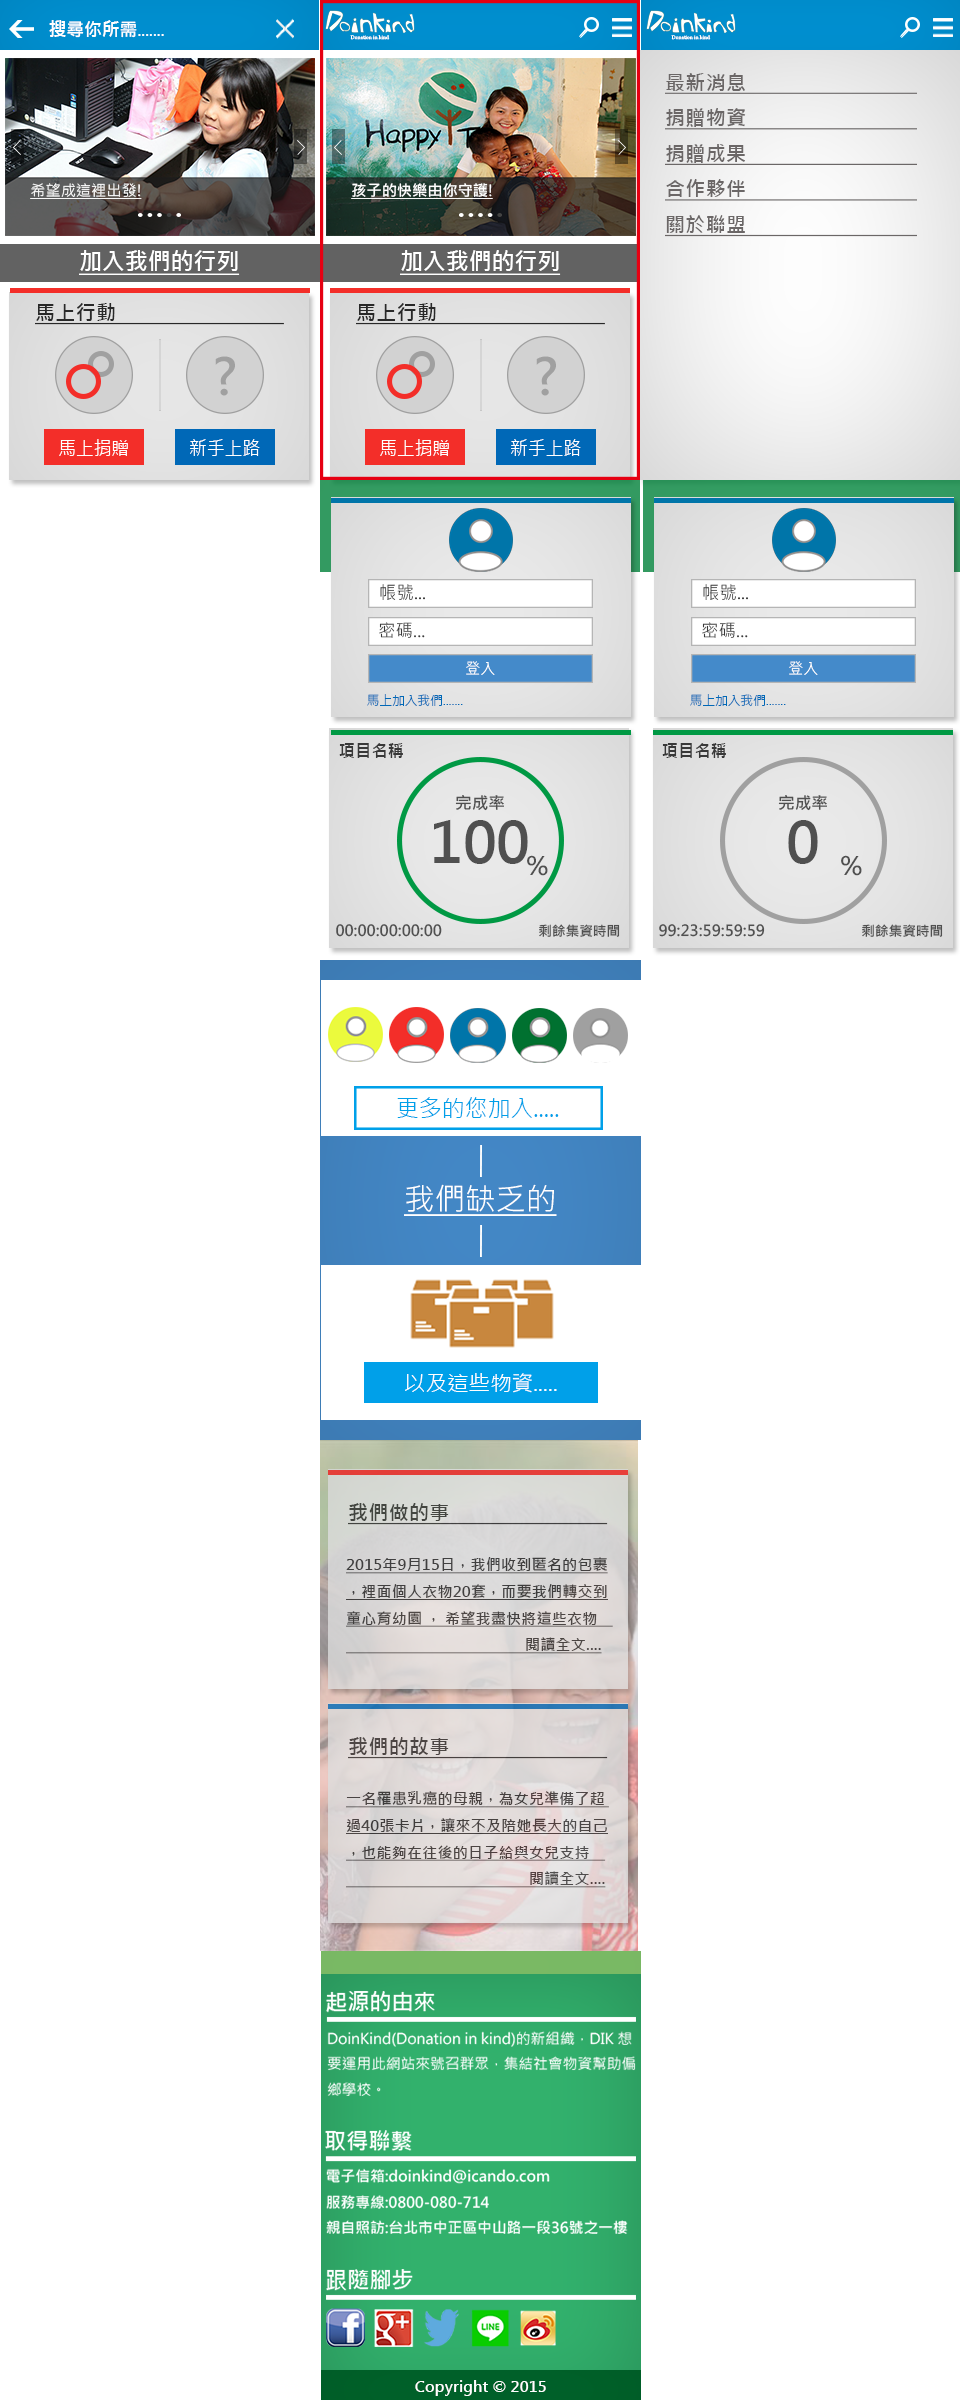 搜尋你所需.......
希望成這裡出發!
加入我們的行列
馬上行動
?
馬上捐贈
新手上路
Doinkind
Donation in kind
Happy T
孩子的快樂由你守護!
加入我們的行列
馬上行動
?
馬上捐贈
新手上路
Doinkind
Donation in kind
最新消息
捐贈物資
捐贈成果
合作夥伴
關於聯盟
帳號...
密碼...
登入
馬上加入我們.......
帳號...
密碼...
登入
馬上加入我們.......
項目名稱
完成率
100%
00:00:00:00:00
剩餘集資時間
項目名稱
完成率
0 %
99:23:59:59:59
剩餘集資時間
更多的您加入.....
我們缺乏的
以及這些物資.....
我們做的事
2015年9月15日，我們收到匿名的包裹
，裡面個人衣物20套，而要我們轉交到
童心育幼園 ， 希望我盡快將這些衣物
閱讀全文....
我們的故事
一名罹患乳癌的母親，為女兒準備了超
過40張卡片，讓來不及陪她長大的自己
，也能夠在往後的日子給與女兒支持
閱讀全文....
起源的由來
DoinKind(Donation in kind)的新組織﹐DIK 想
要運用此網站來號召群眾﹐集結社會物資幫助偏
鄉學校。
取得聯繫
電子信箱:doinkind@icando.com
服務專線:0800-080-714
親自照訪:台北市中正區中山路一段36號之一樓
跟隨腳步
f
g+
LINE
Copyright © 2015